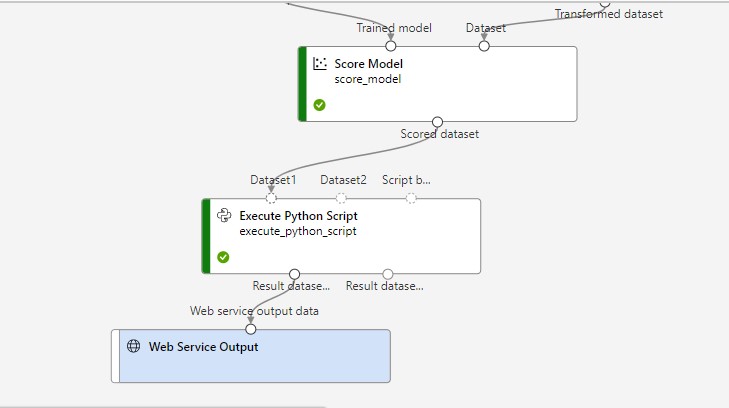 Transformed dataset
Trained model
Dataset
Score Model
score_model
Scored dataset
Dataset1
Dataset2
Script b...
Execute Python Script
execute_python_script
Result datase...
Result datase...
Web service output data
Web Service Output